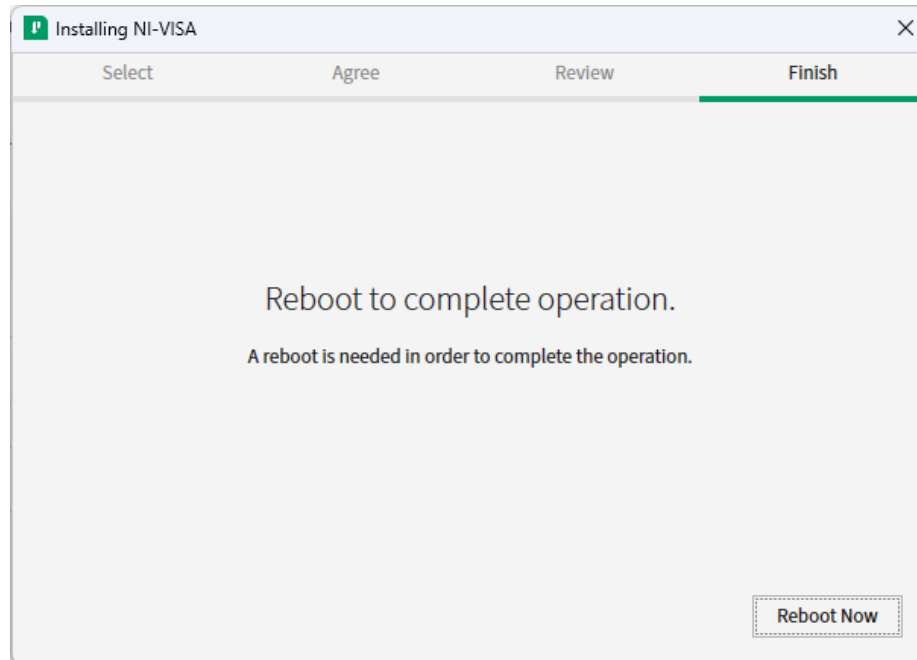 Installing NI-VISA
Select Agree Review Finish
Reboot to complete operation.
A reboot is needed in order to complete the operation.
Reboot Now